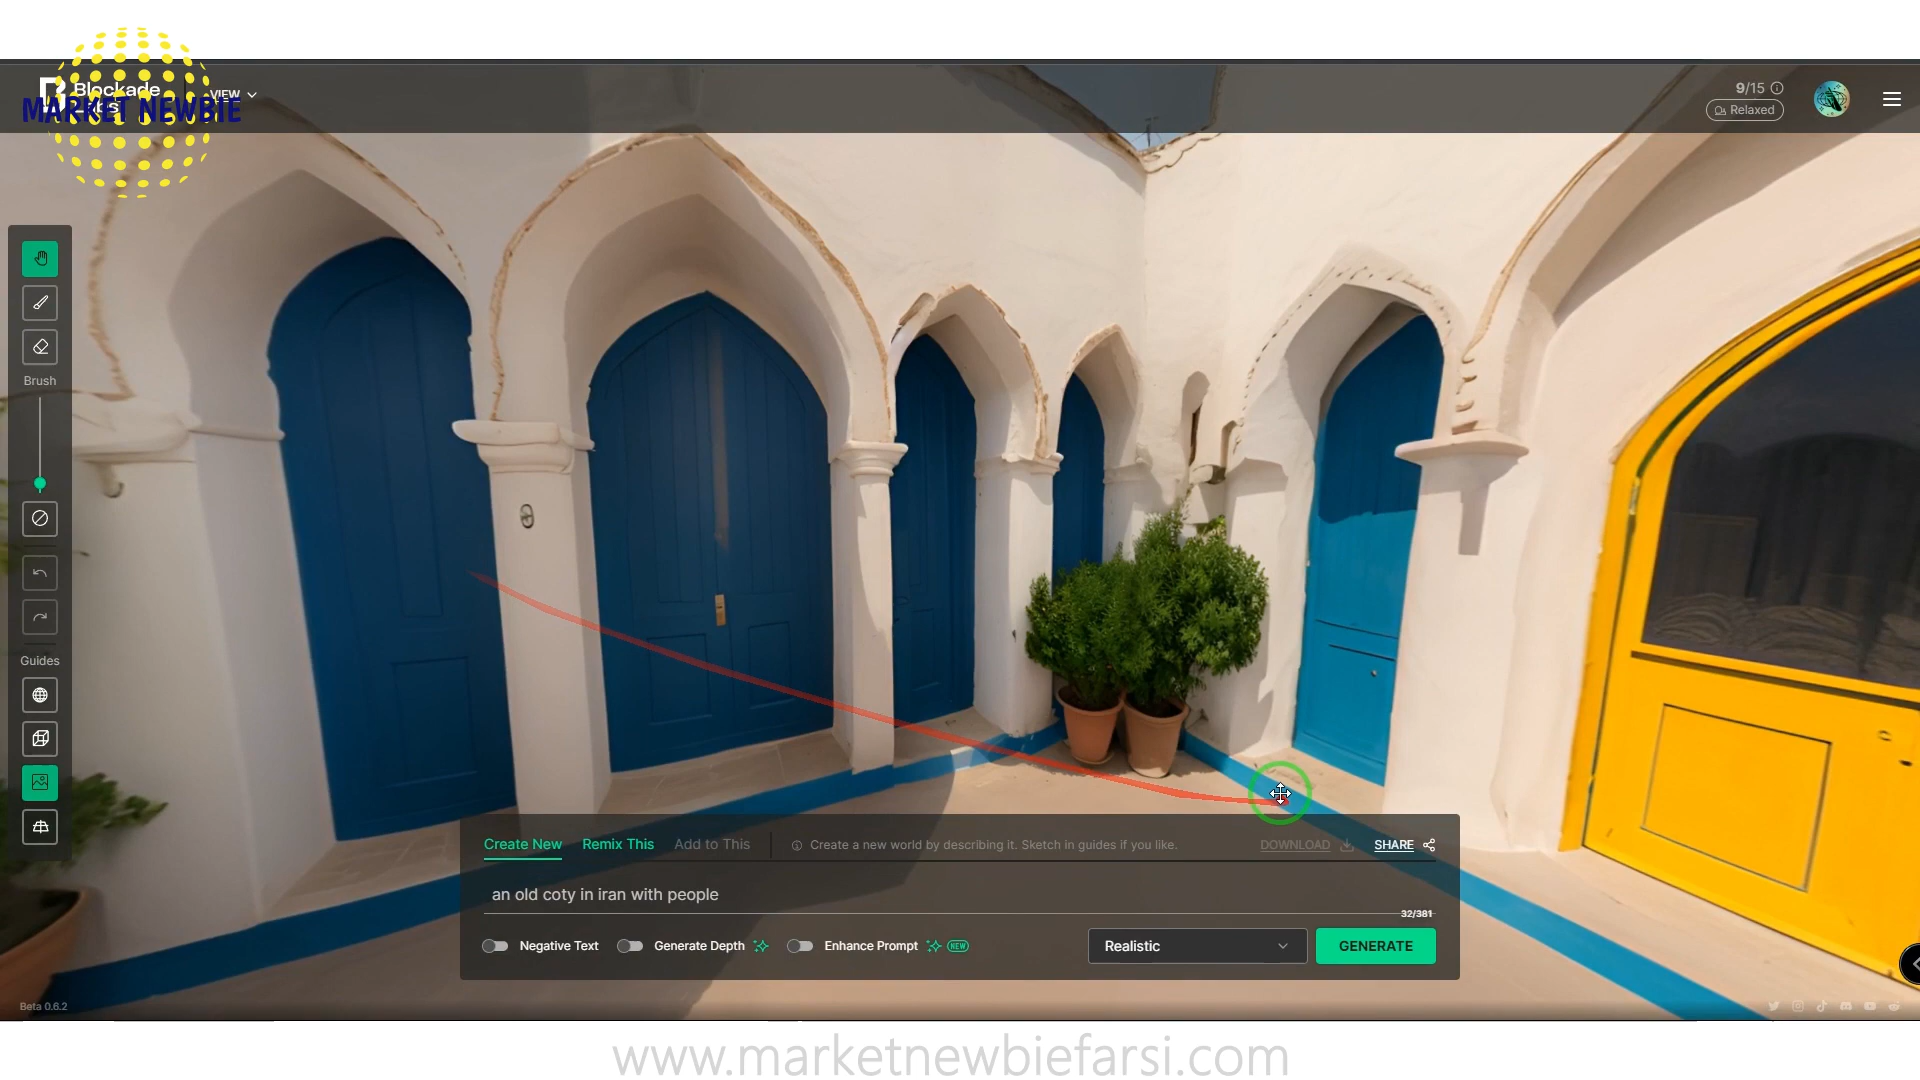 Blockade
Labs
MARKET NEWBIE
VIEW
9/15
Relaxed
Brush
Guides
Create New
Remix This
Add to This
Create a new world by describing it. Sketch in guides if you like.
DOWNLOAD
SHARE
an old coty in iran with people
32/381
Negative Text
Generate Depth
Enhance Prompt
NEW
Realistic
GENERATE
Beta 0.6.2
www.marketnewbiefarsi.com